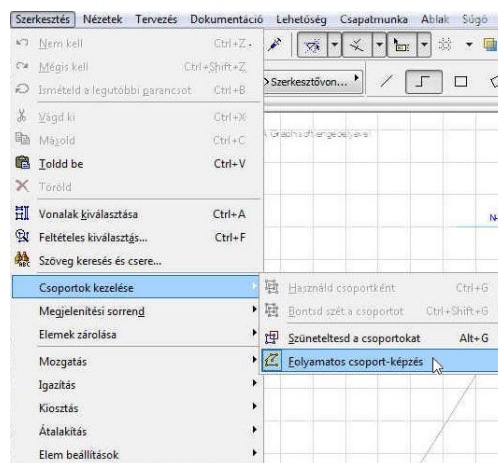 Szerkesztés Nézetek Tervezés Dokumentáció Lehetőség Csapatmunka Ablak Súgó
Nem kell Ctrl+Z
Mégis kell Ctrl+Shift+Z
Ismételd a legutóbbi parancsot Ctrl+B
Szerkesztővon...
Vágd ki Ctrl+X
Másold Ctrl+C
A Graphisoft engedélyével
Toldd be Ctrl+V
Töröld
Vonalak kiválasztása Ctrl+A
Feltételes kiválasztás... Ctrl+F
Szöveg keresés és csere...
Csoportok kezelése
Használd csoportként Ctrl+G
Megjelenítési sorrend
Bontsd szét a csoportot Ctrl+Shift+G
Elemek zárolása
Szüneteltesd a csoportokat Alt+G
Mozgatás
Folyamatos csoport-képzés
Igazítás
Kiosztás
Átalakítás
Elem beállítások